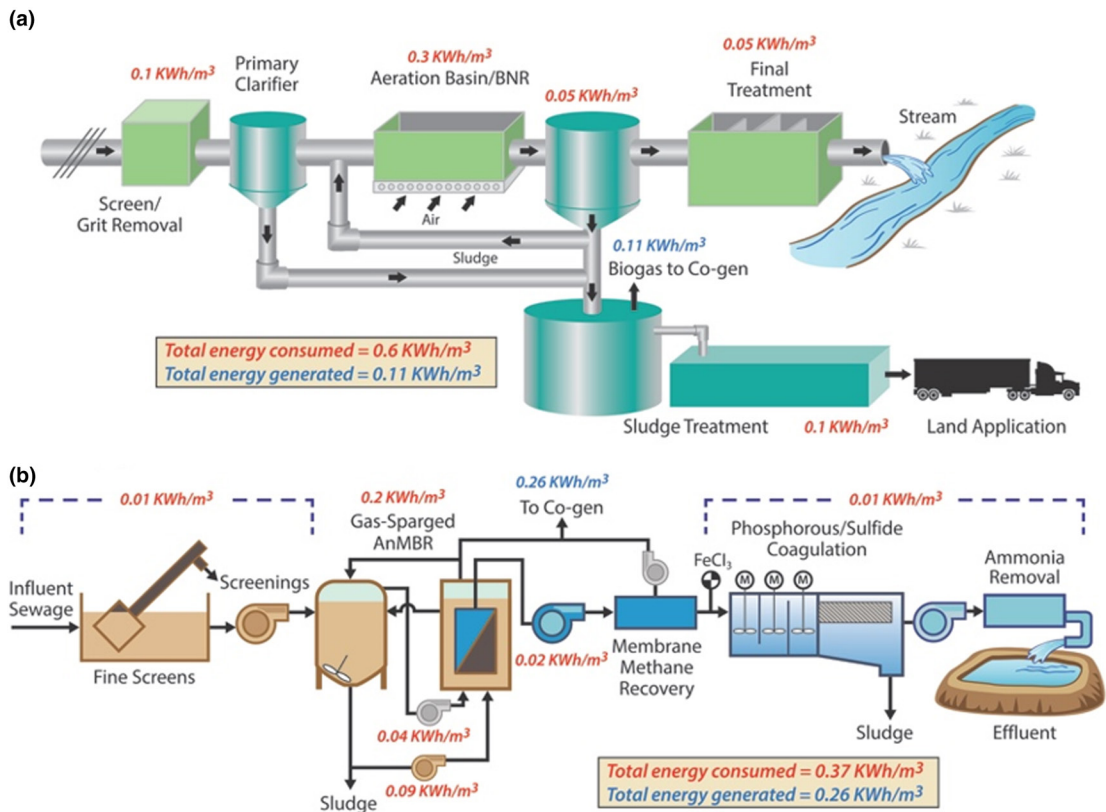 (a)
0.1 KWh/m³
Primary
Clarifier
0.3 KWh/m³
Aeration Basin/BNR
0.05 KWh/m³
0.05 KWh/m³
Final
Treatment
Stream
Screen/
Grit Removal
Air
Sludge
0.11 KWh/m³
Biogas to Co-gen
Total energy consumed = 0.6 KWh/m³
Total energy generated = 0.11 KWh/m³
Sludge Treatment
0.1 KWh/m³
Land Application
(b)
0.01 KWh/m³
0.2 KWh/m³
Gas-Sparged
AnMBR
0.26 KWh/m³
To Co-gen
0.01 KWh/m³
Phosphorous/Sulfide
Coagulation
FeCl₃
M
M
M
Ammonia
Removal
Influent
Sewage
Screenings
Fine Screens
0.02 KWh/m³
Membrane
Methane
Recovery
0.04 KWh/m³
0.09 KWh/m³
Sludge
Sludge
Effluent
Total energy consumed = 0.37 KWh/m³
Total energy generated = 0.26 KWh/m³